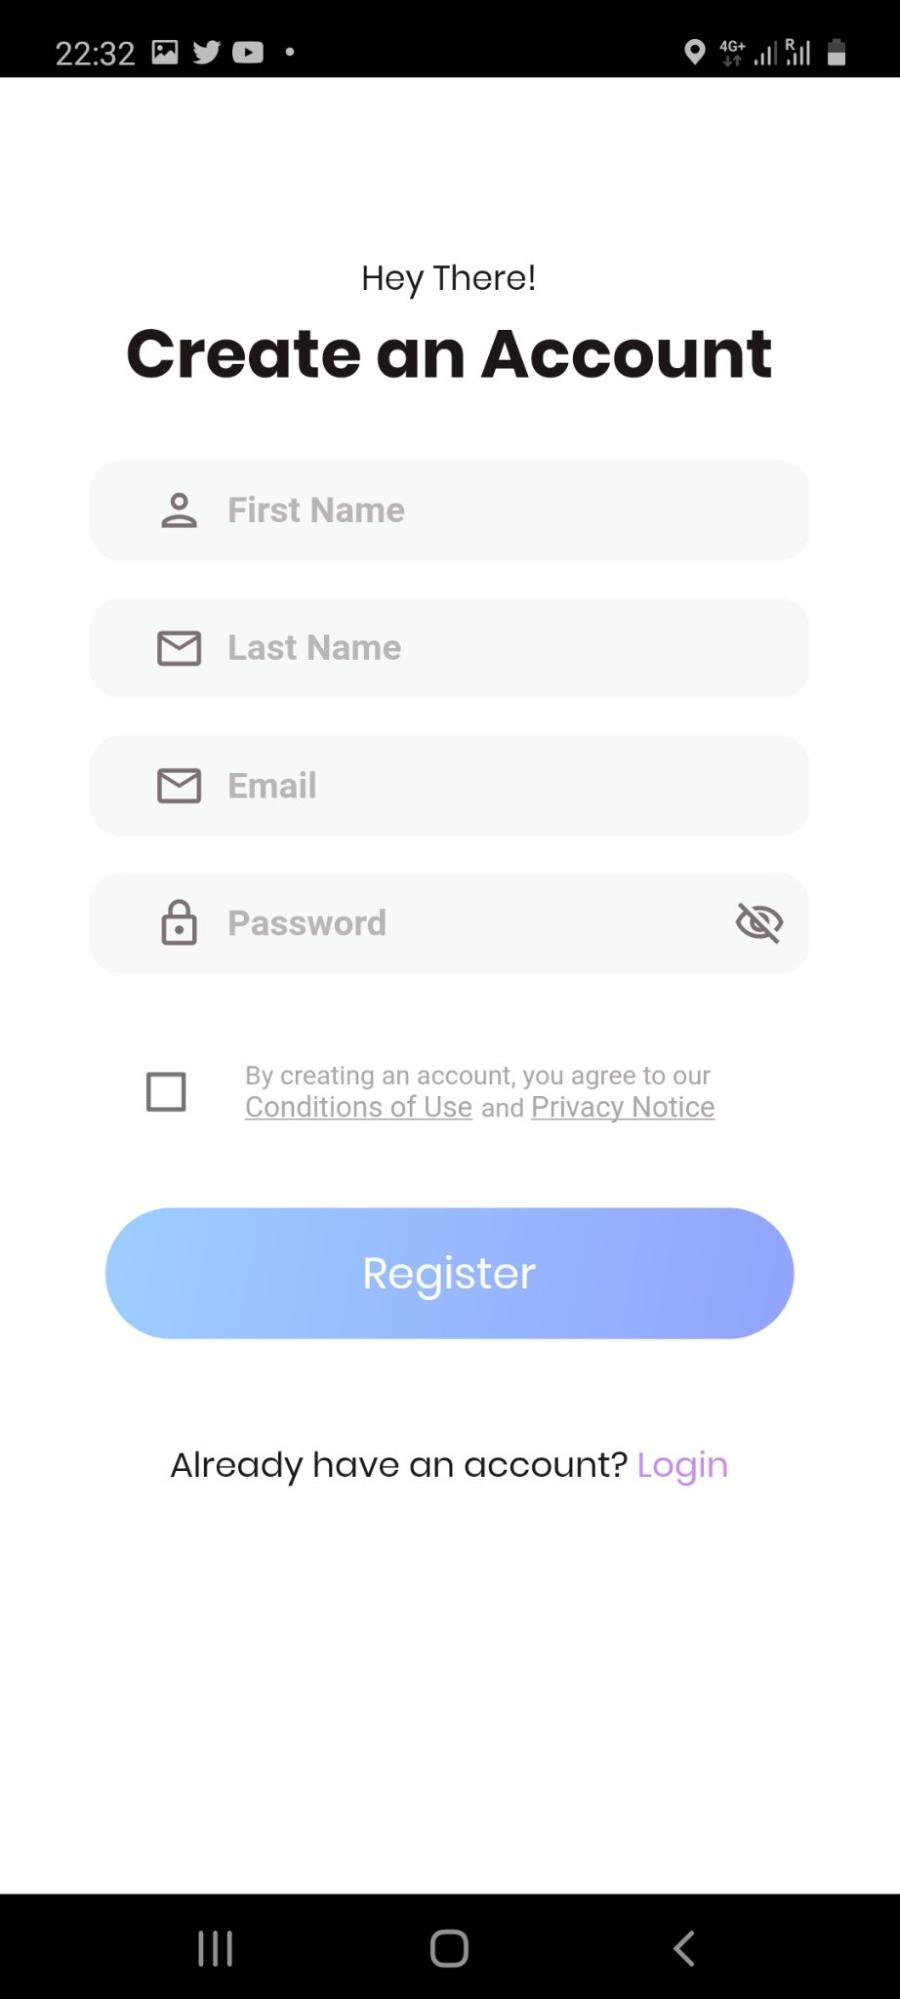 22:32
4G+
R
Hey There!
Create an Account
First Name
Last Name
Email
Password
By creating an account, you agree to our
Conditions of Use and Privacy Notice
Register
Already have an account? Login